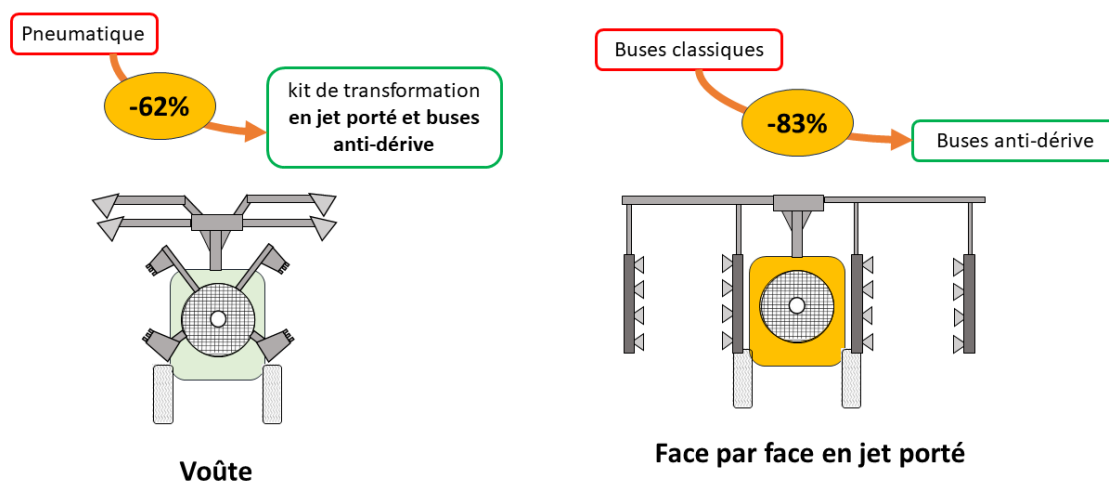 Pneumatique
-62%
kit de transformation
en jet porté et buses
anti-dérive
Voûte
Buses classiques
-83%
Buses anti-dérive
Face par face en jet porté